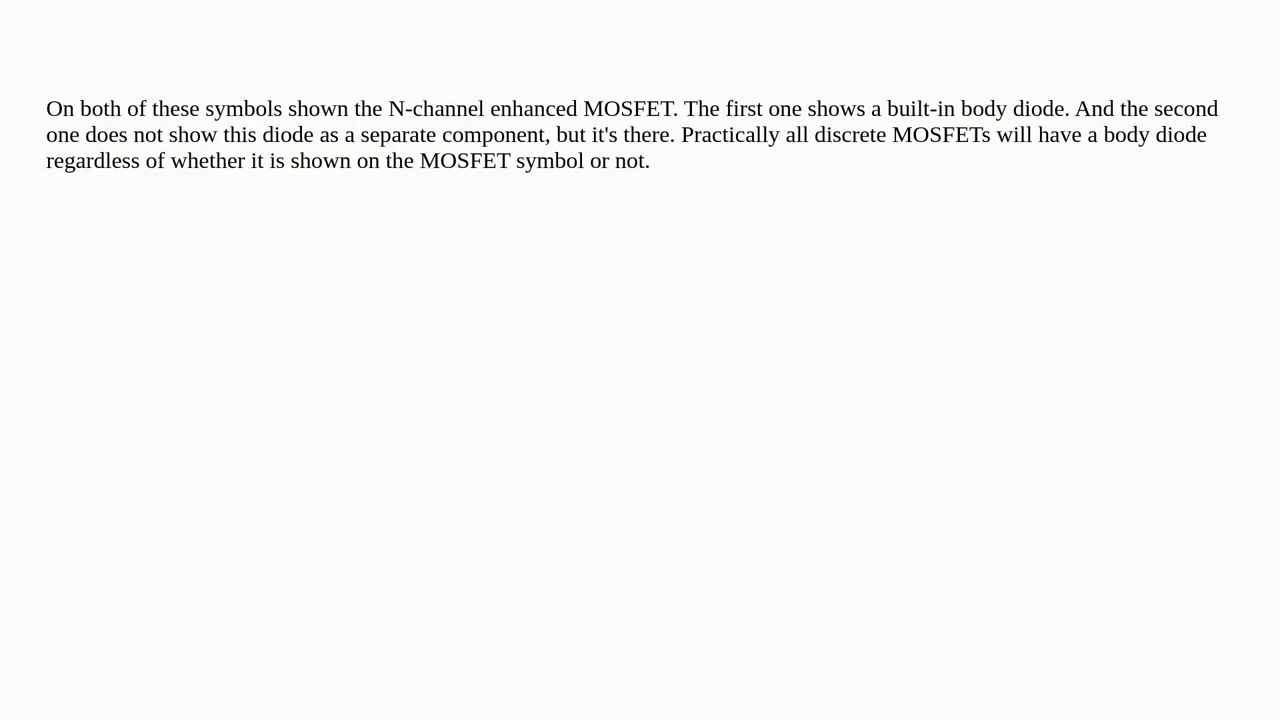 On both of these symbols shown the N-channel enhanced MOSFET. The first one shows a built-in body diode. And the second
one does not show this diode as a separate component, but it's there. Practically all discrete MOSFETs will have a body diode
regardless of whether it is shown on the MOSFET symbol or not.